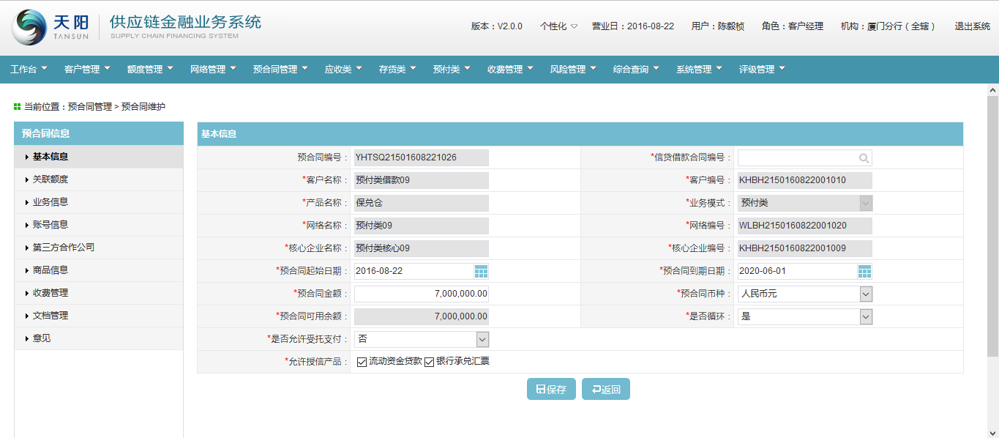 天阳 TANSUN 供应链金融业务系统 SUPPLY CHAIN FINANCING SYSTEM
版本：V2.0.0 个性化 营业日：2016-08-22 用户：陈毅桢 角色：客户经理 机构：厦门分行（全辖） 退出系统
工作台 客户管理 额度管理 网络管理 预合同管理 应收类 存货类 预付类 收费管理 风险管理 综合查询 系统管理 评级管理
当前位置：预合同管理 > 预合同维护
预合同信息
基本信息
关联额度
业务信息
账号信息
第三方合作公司
商品信息
收费管理
文档管理
意见
基本信息
预合同编号： YHTSQ21501608221026 *信贷借款合同编号：
*客户名称： 预付类借款09 *客户编号： KHBH2150160822001010
*产品名称： 保兑仓 *业务模式： 预付类
*网络名称： 预付类09 *网络编号： WLBH2150160822001020
*核心企业名称： 预付类核心09 *核心企业编号： KHBH2150160822001009
*预合同起始日期： 2016-08-22 *预合同到期日期： 2020-06-01
*预合同金额： 7,000,000.00 *预合同币种： 人民币元
*预合同可用余额： 7,000,000.00 *是否循环： 是
*是否允许受托支付： 否
*允许授信产品： 流动资金贷款 银行承兑汇票
保存 返回